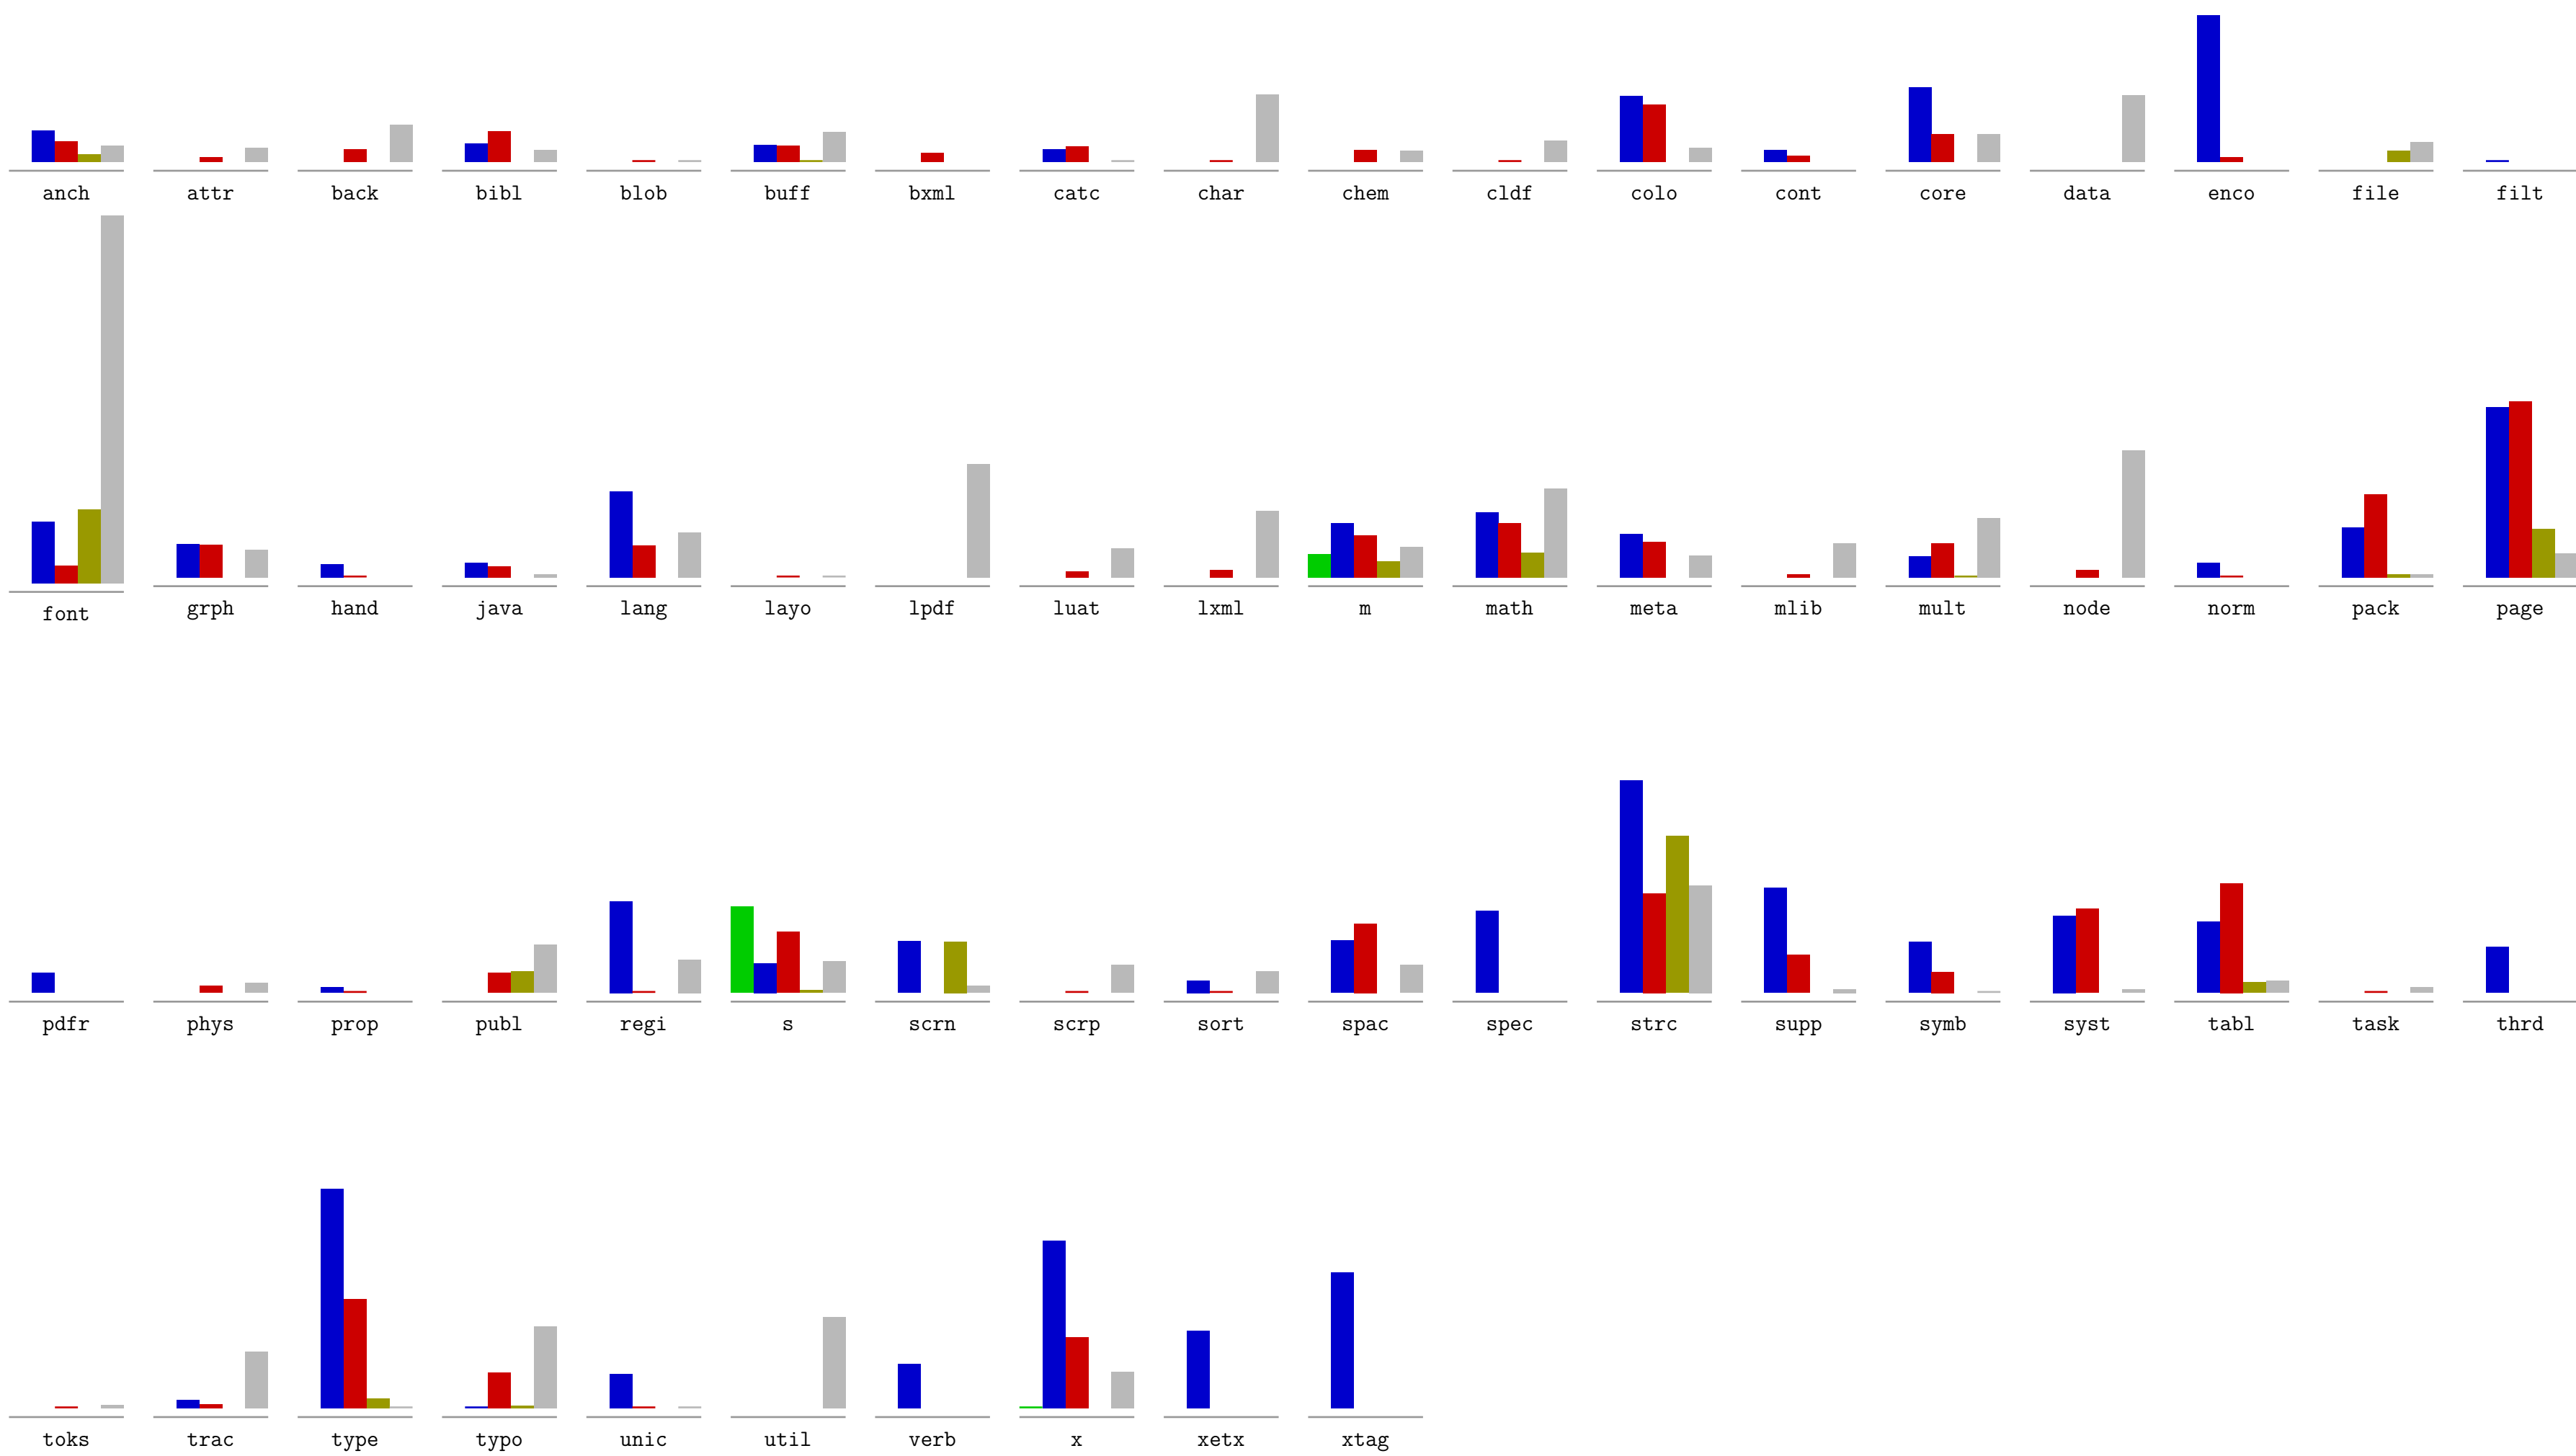 anch attr back bibl blob buff bxml catc char chem cldf colo cont core data enco file filt
font grph hand java lang layo lpdf luat lxml m math meta mlib mult node norm pack page
pdfr phys prop publ regi s scrn scrp sort spac spec strc supp symb syst tabl task thrd
toks trac type typo unic util verb x xetx xtag